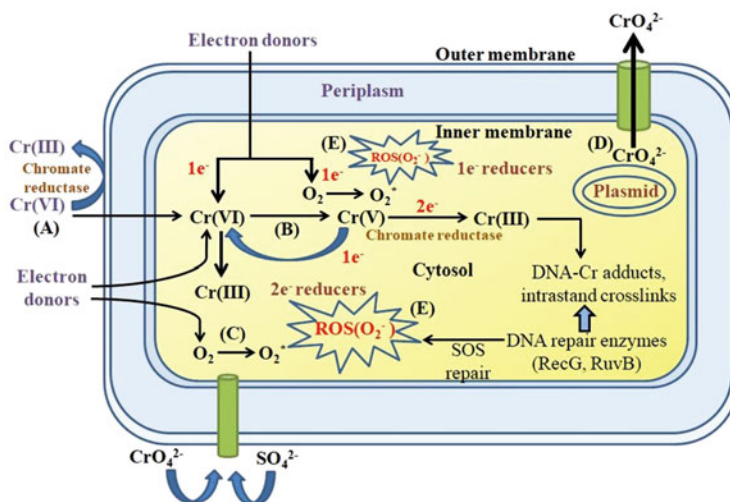 CrO₄²⁻
Electron donors
Outer membrane
Periplasm
Inner membrane
Cr(III)
Chromate
reductase
Cr(VI)
(A)
(E)
ROS(O₂⁻)
1e⁻ reducers
(D)
CrO₄²⁻
Plasmid
1e⁻
1e⁻
O₂
O₂*
Cr(VI)
(B)
Cr(V)
2e⁻
Cr(III)
Chromate reductase
1e⁻
Cytosol
Electron
donors
Cr(III)
2e⁻ reducers
(E)
ROS(O₂⁻)
DNA-Cr adducts,
intrastand crosslinks
(C)
O₂
O₂*
SOS
repair
DNA repair enzymes
(RecG, RuvB)
CrO₄²⁻
SO₄²⁻